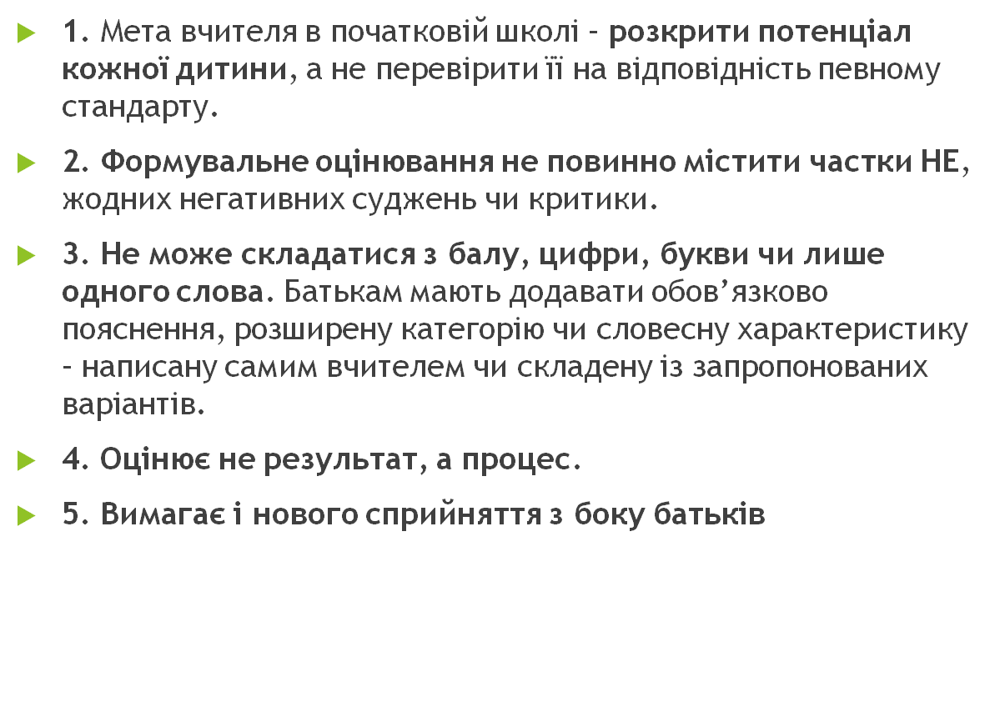 1. Мета вчителя в початковій школі – розкрити потенціал
кожної дитини, а не перевірити її на відповідність певному
стандарту.
2. Формувальне оцінювання не повинно містити частки НЕ,
жодних негативних суджень чи критики.
3. Не може складатися з балу, цифри, букви чи лише
одного слова. Батькам мають додавати обов’язково
пояснення, розширену категорію чи словесну характеристику
– написану самим вчителем чи складену із запропонованих
варіантів.
4. Оцінює не результат, а процес.
5. Вимагає і нового сприйняття з боку батьків